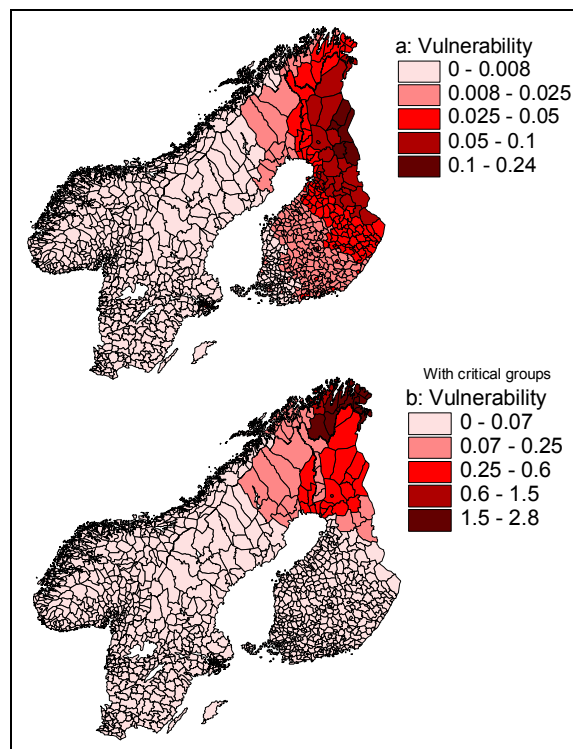 a: Vulnerability
0 - 0.008
0.008 - 0.025
0.025 - 0.05
0.05 - 0.1
0.1 - 0.24
With critical groups
b: Vulnerability
0 - 0.07
0.07 - 0.25
0.25 - 0.6
0.6 - 1.5
1.5 - 2.8